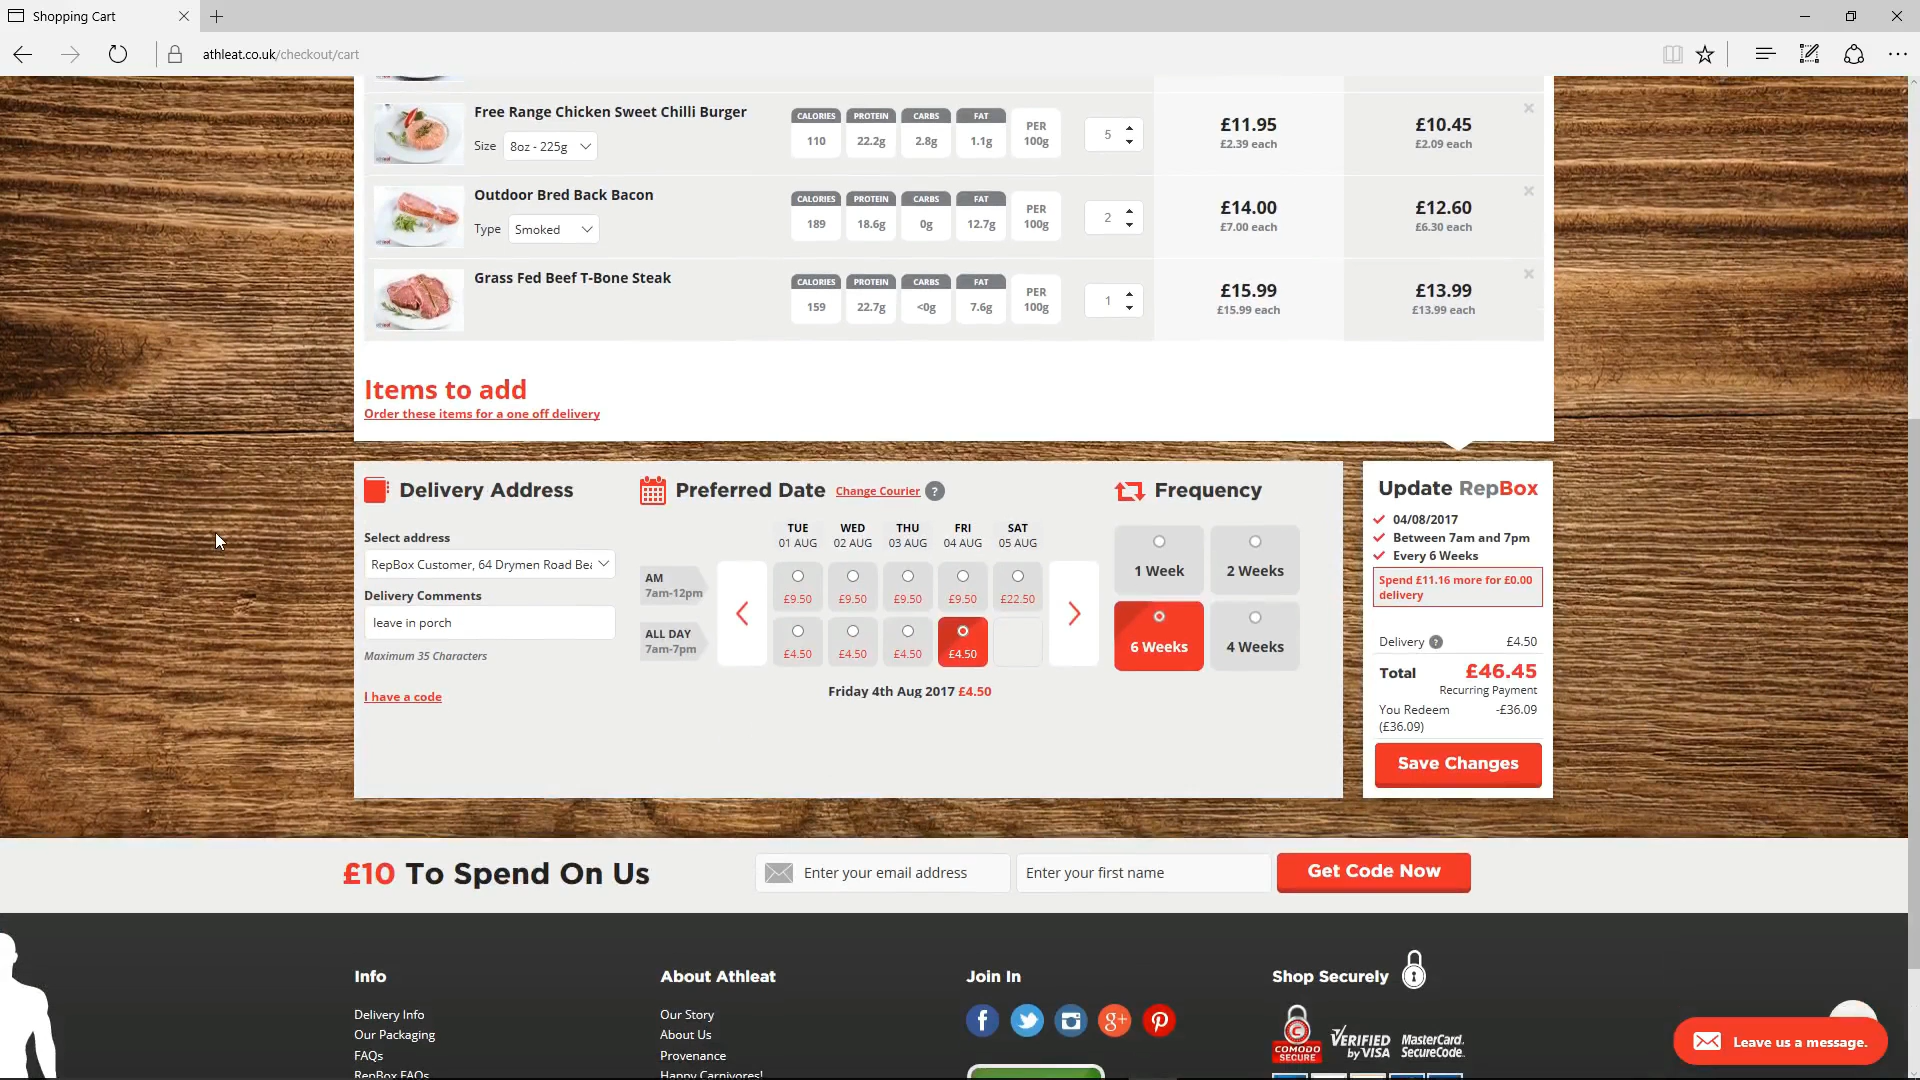 Shopping Cart
athleat.co.uk/checkout/cart
Free Range Chicken Sweet Chilli Burger
Size 8oz - 225g
CALORIES PROTEIN CARBS FAT PER 100g
110 22.2g 2.8g 1.1g
5
£11.95 £10.45
£2.39 each £2.09 each
Outdoor Bred Back Bacon
Type Smoked
CALORIES PROTEIN CARBS FAT PER 100g
189 18.6g 0g 12.7g
2
£14.00 £12.60
£7.00 each £6.30 each
Grass Fed Beef T-Bone Steak
CALORIES PROTEIN CARBS FAT PER 100g
159 22.7g <0g 7.6g
1
£15.99 £13.99
£15.99 each £13.99 each
Items to add
Order these items for a one off delivery
Delivery Address
Select address
RepBox Customer, 64 Drymen Road Bea
Delivery Comments
leave in porch
Maximum 35 Characters
I have a code
Preferred Date Change Courier ?
TUE WED THU FRI SAT
01 AUG 02 AUG 03 AUG 04 AUG 05 AUG
AM
7am-12pm
£9.50 £9.50 £9.50 £9.50 £22.50
ALL DAY
7am-7pm
£4.50 £4.50 £4.50 £4.50
Friday 4th Aug 2017 £4.50
Frequency
1 Week 2 Weeks
6 Weeks 4 Weeks
Update RepBox
04/08/2017
Between 7am and 7pm
Every 6 Weeks
Spend £11.16 more for £0.00
delivery
Delivery ? £4.50
Total £46.45
Recurring Payment
You Redeem -£36.09
(£36.09)
Save Changes
£10 To Spend On Us
Enter your email address
Enter your first name
Get Code Now
Info
Delivery Info
Our Packaging
FAQs
RepBox FAQs
About Athleat
Our Story
About Us
Provenance
Happy Carnivores!
Join In
Shop Securely
COMODO
SECURE
VERIFIED
by VISA
MasterCard.
SecureCode.
Leave us a message.